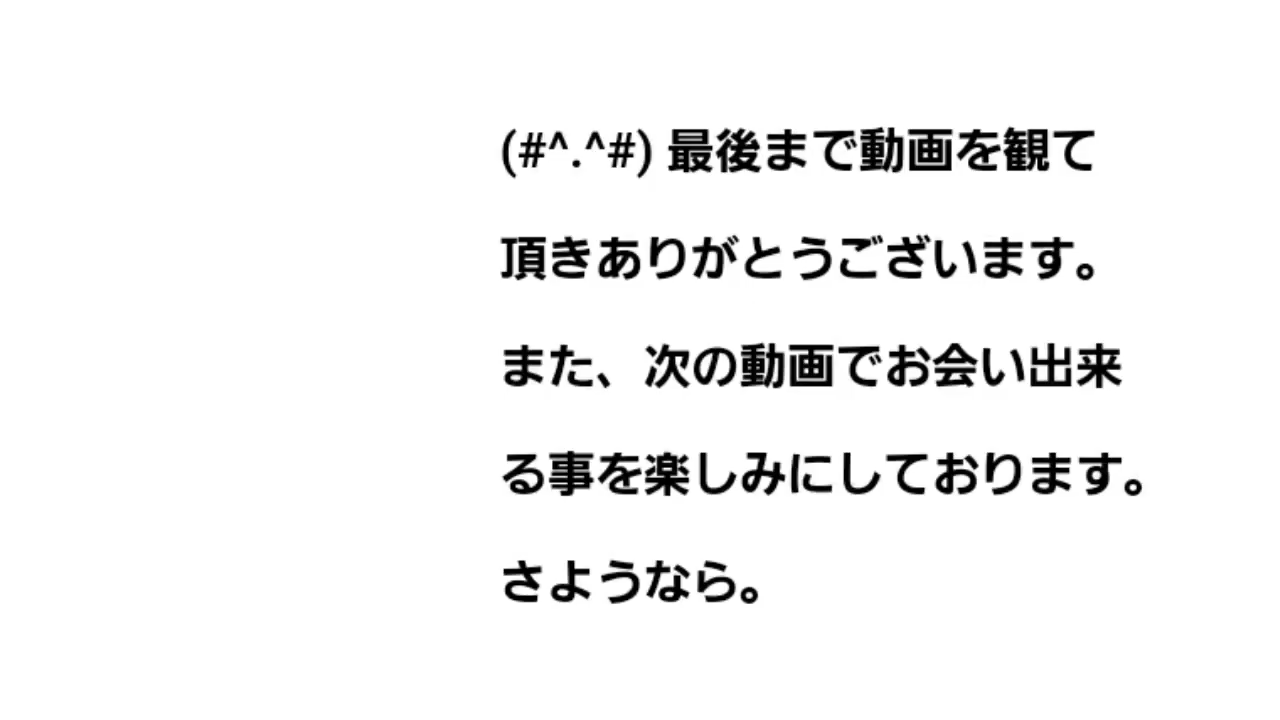 (#^.^#) 最後まで動画を観て
頂きありがとうございます。
また、次の動画でお会い出来
る事を楽しみにしております。
さようなら。